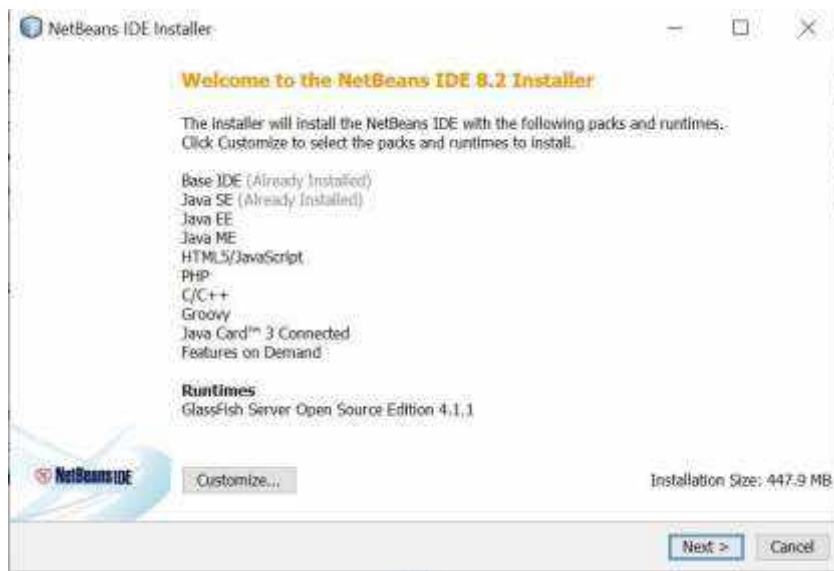 NetBeans IDE Installer
Welcome to the NetBeans IDE 8.2 Installer
The installer will install the NetBeans IDE with the following packs and runtimes.
Click Customize to select the packs and runtimes to install.
Base IDE (Already Installed)
Java SE (Already Installed)
Java EE
Java ME
HTML5/JavaScript
PHP
C/C++
Groovy
Java Card™ 3 Connected
Features on Demand
Runtimes
GlassFish Server Open Source Edition 4.1.1
NetBeans IDE
Customize...
Installation Size: 447.9 MB
Next >
Cancel